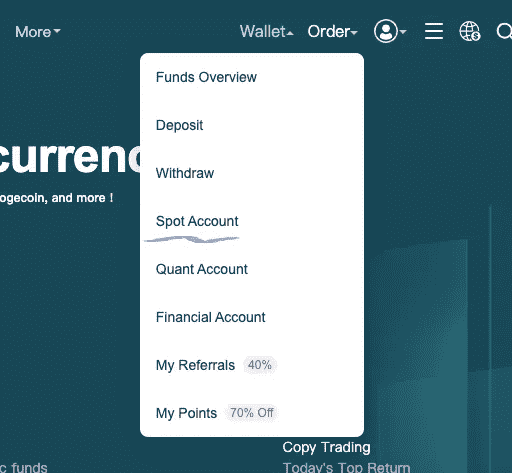 More
Wallet
Order
Funds Overview
Deposit
Withdraw
Spot Account
Quant Account
Financial Account
My Referrals 40%
My Points 70% Off
currenc
ogecoin, and more !
Copy Trading
c funds
Today's Top Return